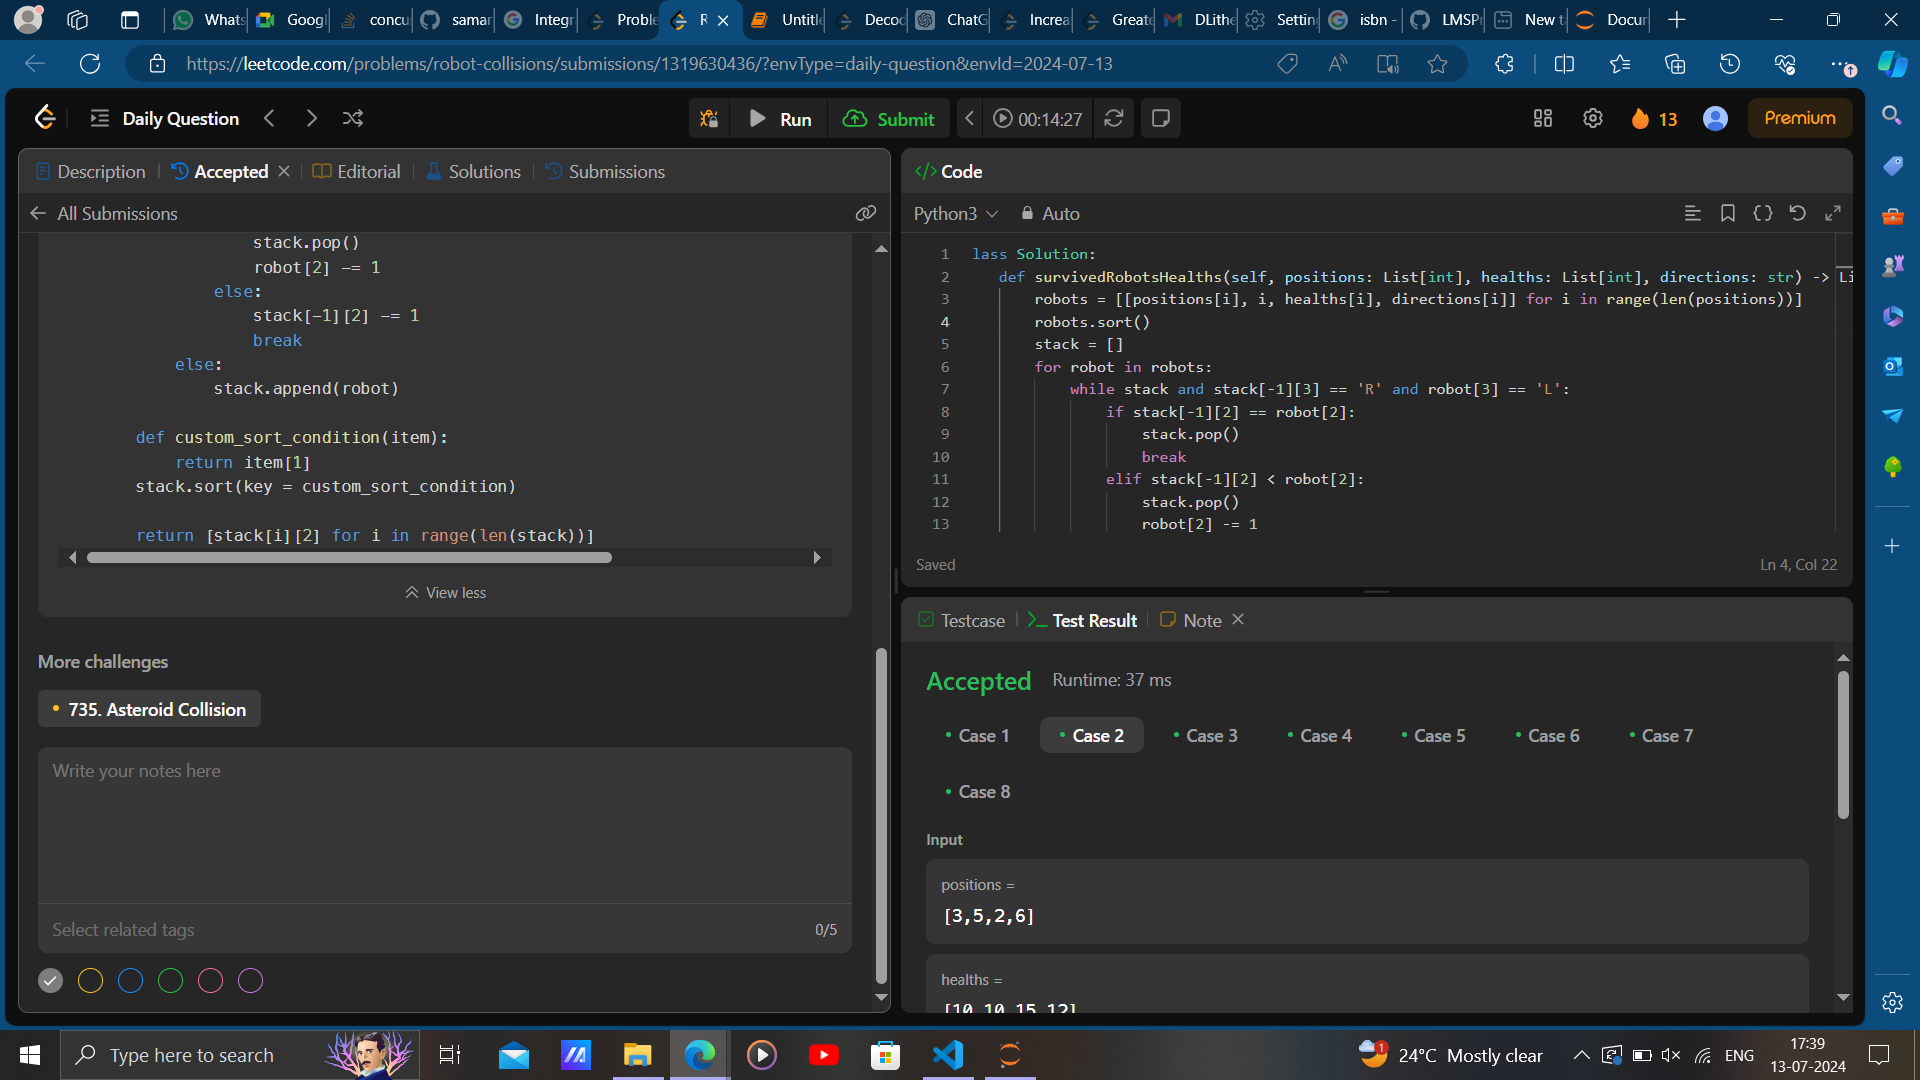 Whats
Googl
concu
samar
Integr
Proble
R
Untitle
Decod
ChatG
Increa
Greate
DLithe
Setting
isbn -
LMSPr
New ta
Docun
https://leetcode.com/problems/robot-collisions/submissions/1319630436/?envType=daily-question&envId=2024-07-13
Daily Question
Run
Submit
00:14:27
13
Premium
Description
Accepted
Editorial
Solutions
Submissions
All Submissions
stack.pop()
robot[2] -= 1
else:
stack[-1][2] -= 1
break
else:
stack.append(robot)
def custom_sort_condition(item):
return item[1]
stack.sort(key = custom_sort_condition)
return [stack[i][2] for i in range(len(stack))]
View less
More challenges
735. Asteroid Collision
Write your notes here
Select related tags
0/5
</> Code
Python3
Auto
1 lass Solution:
2 def survivedRobotsHealths(self, positions: List[int], healths: List[int], directions: str) -> Li
3 robots = [[positions[i], i, healths[i], directions[i]] for i in range(len(positions))]
4 robots.sort()
5 stack = []
6 for robot in robots:
7 while stack and stack[-1][3] == 'R' and robot[3] == 'L':
8 if stack[-1][2] == robot[2]:
9 stack.pop()
10 break
11 elif stack[-1][2] < robot[2]:
12 stack.pop()
13 robot[2] -= 1
Saved
Ln 4, Col 22
Testcase
Test Result
Note
Accepted
Runtime: 37 ms
Case 1
Case 2
Case 3
Case 4
Case 5
Case 6
Case 7
Case 8
Input
positions =
[3,5,2,6]
healths =
[10,10,15,12]
Type here to search
1
24°C Mostly clear
ENG
17:39
13-07-2024